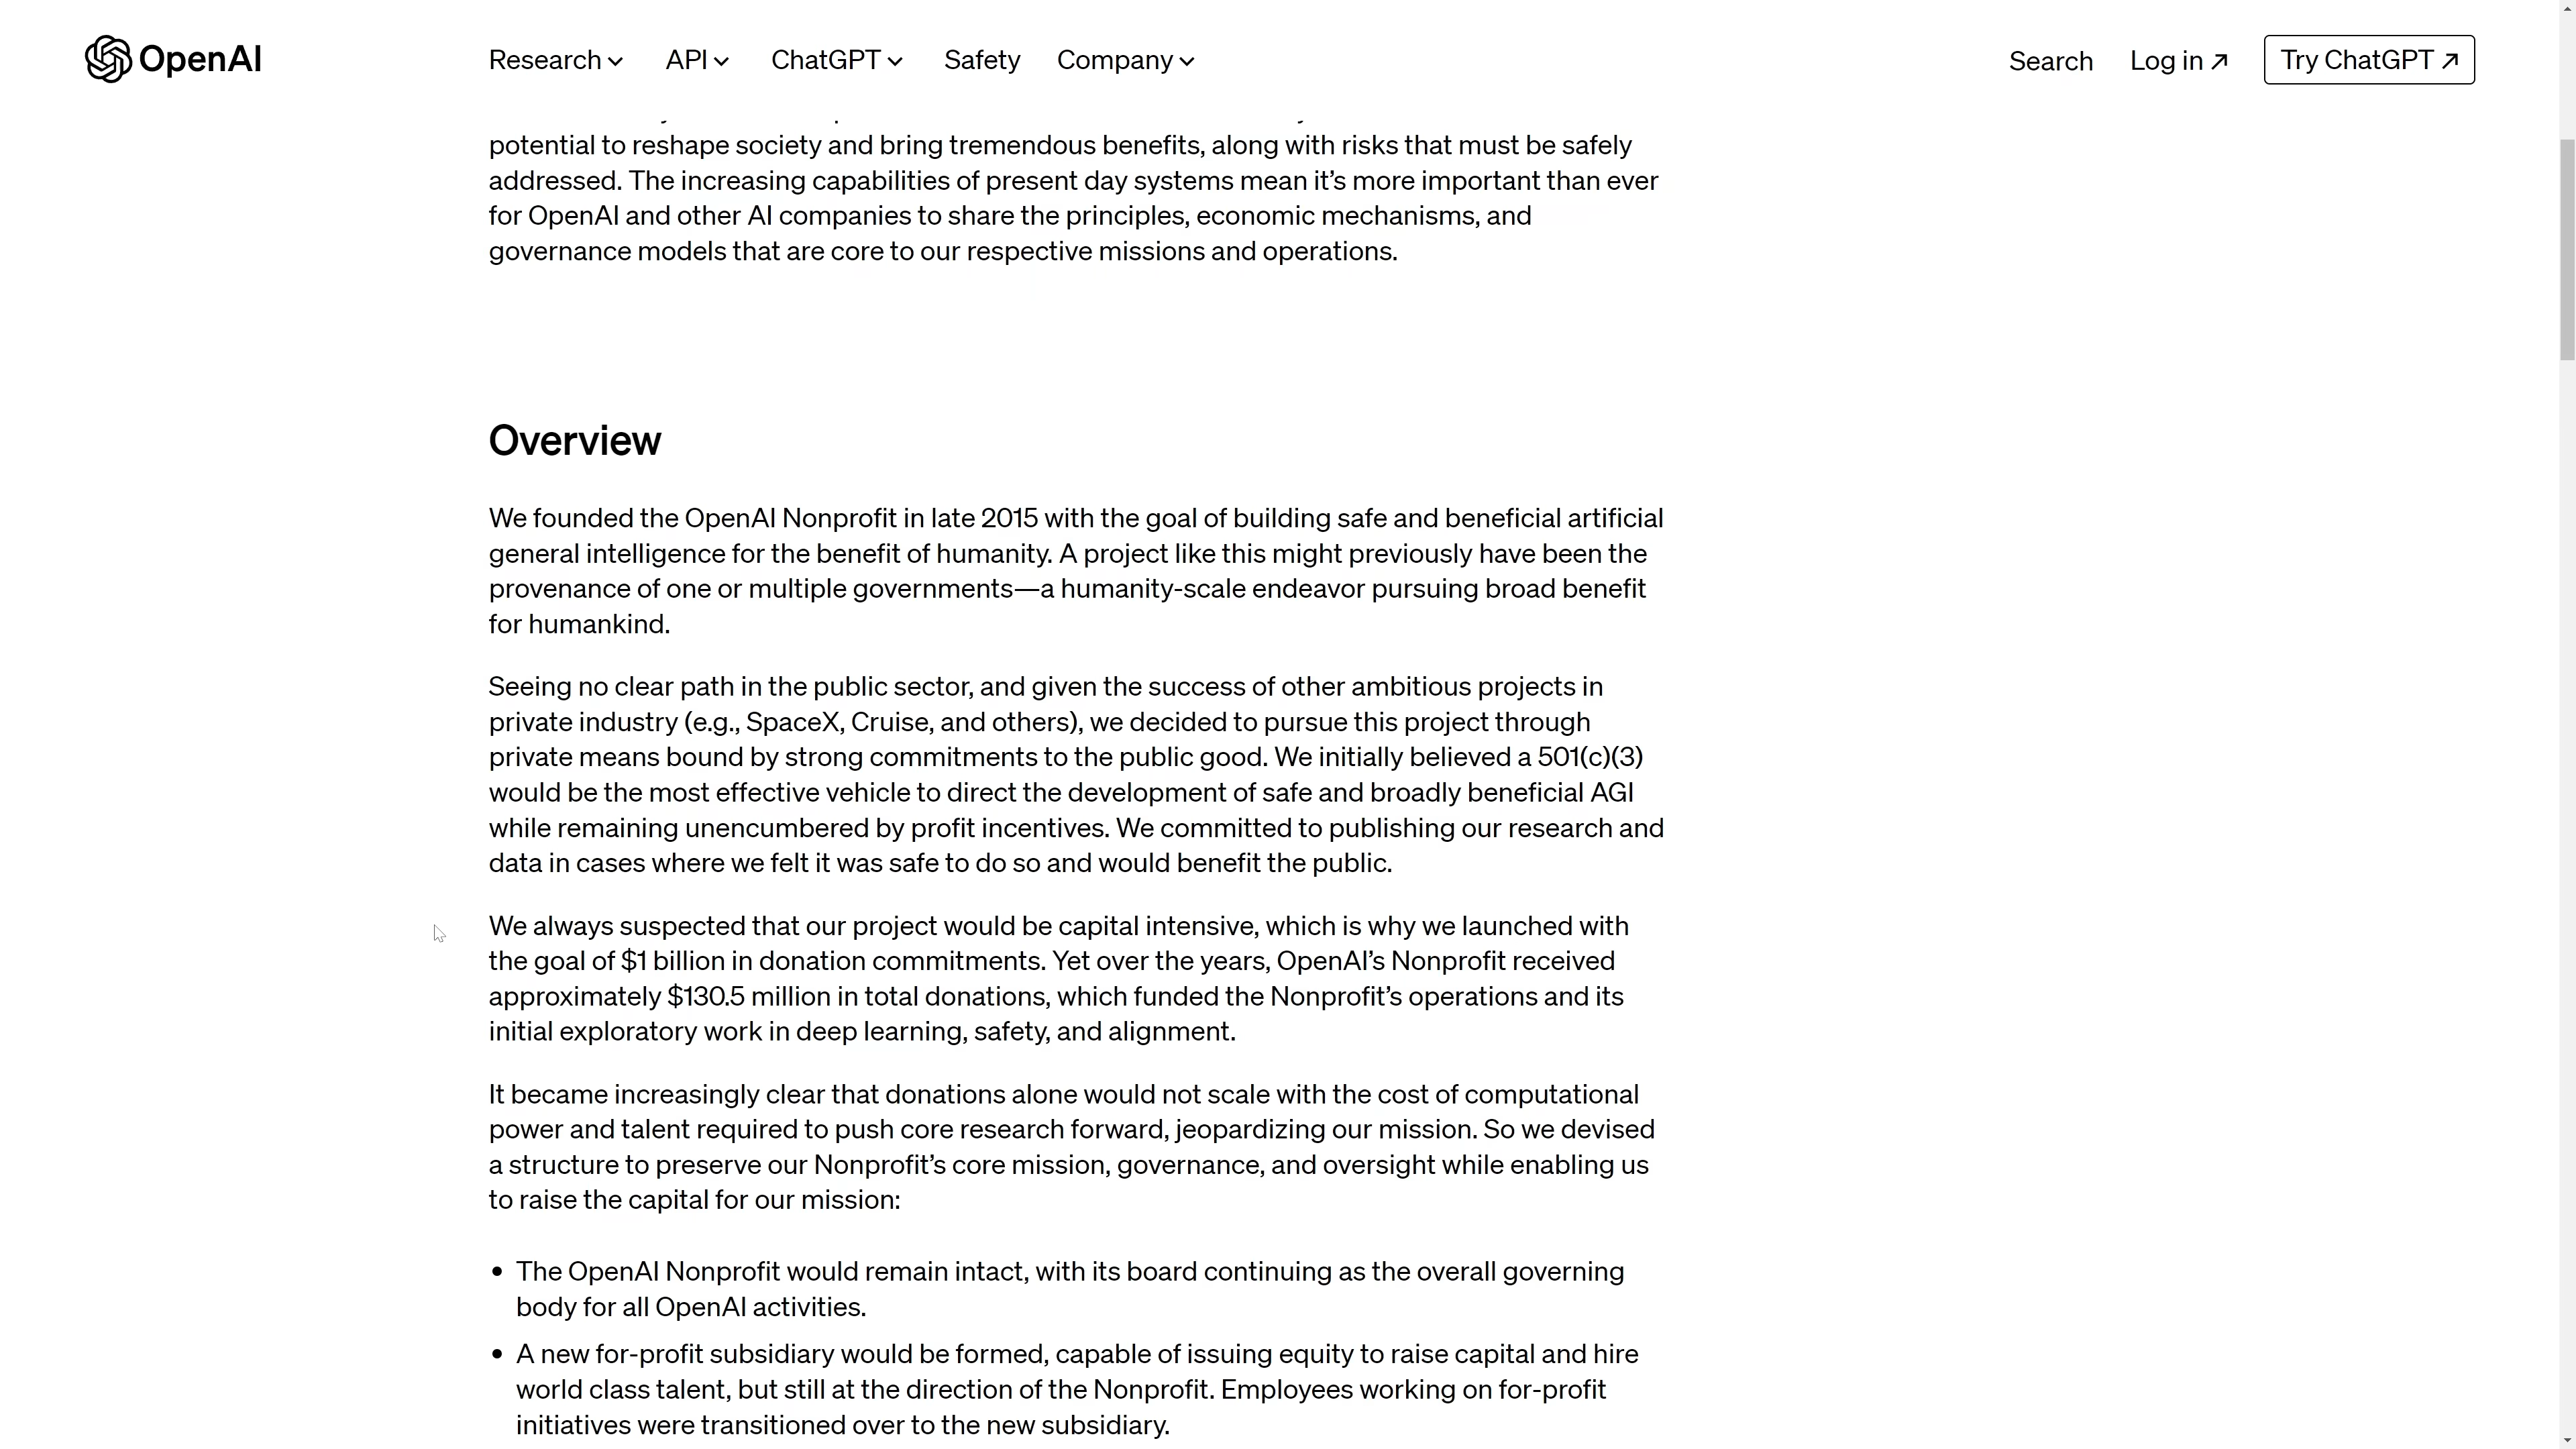 OpenAI
Research API ChatGPT Safety Company Search Log in Try ChatGPT
potential to reshape society and bring tremendous benefits, along with risks that must be safely
addressed. The increasing capabilities of present day systems mean it’s more important than ever
for OpenAI and other AI companies to share the principles, economic mechanisms, and
governance models that are core to our respective missions and operations.
Overview
We founded the OpenAI Nonprofit in late 2015 with the goal of building safe and beneficial artificial
general intelligence for the benefit of humanity. A project like this might previously have been the
provenance of one or multiple governments—a humanity-scale endeavor pursuing broad benefit
for humankind.
Seeing no clear path in the public sector, and given the success of other ambitious projects in
private industry (e.g., SpaceX, Cruise, and others), we decided to pursue this project through
private means bound by strong commitments to the public good. We initially believed a 501(c)(3)
would be the most effective vehicle to direct the development of safe and broadly beneficial AGI
while remaining unencumbered by profit incentives. We committed to publishing our research and
data in cases where we felt it was safe to do so and would benefit the public.
We always suspected that our project would be capital intensive, which is why we launched with
the goal of $1 billion in donation commitments. Yet over the years, OpenAI’s Nonprofit received
approximately $130.5 million in total donations, which funded the Nonprofit’s operations and its
initial exploratory work in deep learning, safety, and alignment.
It became increasingly clear that donations alone would not scale with the cost of computational
power and talent required to push core research forward, jeopardizing our mission. So we devised
a structure to preserve our Nonprofit’s core mission, governance, and oversight while enabling us
to raise the capital for our mission:
• The OpenAI Nonprofit would remain intact, with its board continuing as the overall governing
body for all OpenAI activities.
• A new for-profit subsidiary would be formed, capable of issuing equity to raise capital and hire
world class talent, but still at the direction of the Nonprofit. Employees working on for-profit
initiatives were transitioned over to the new subsidiary.